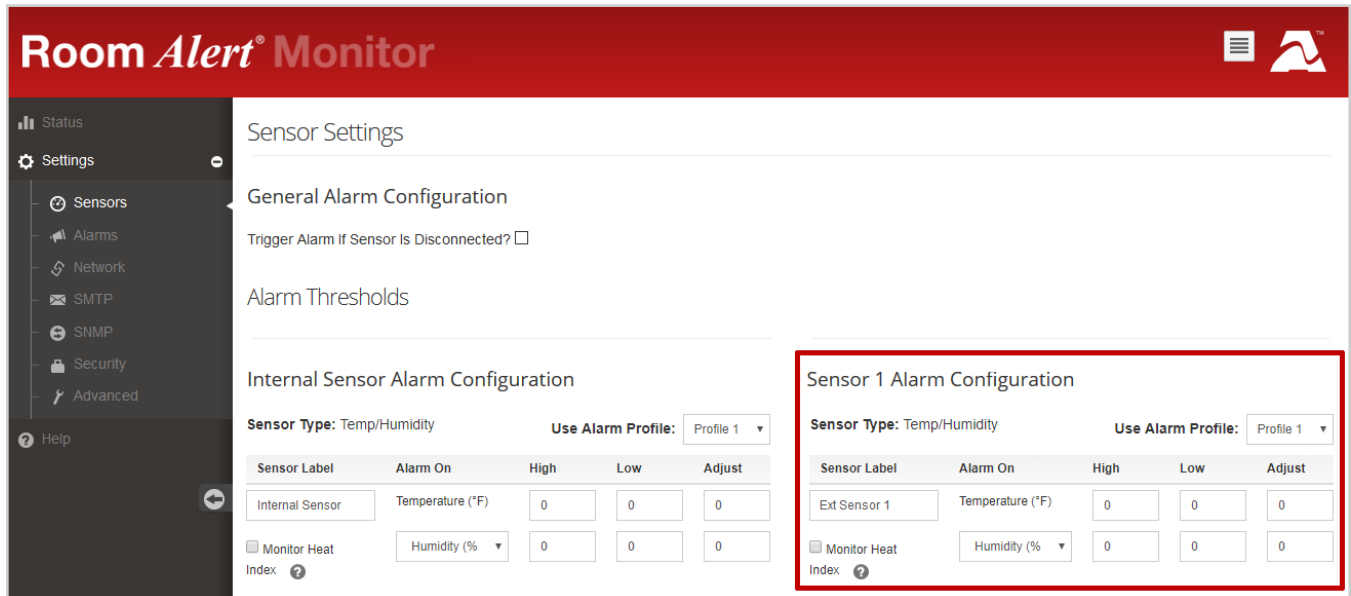 Room Alert® Monitor
TM
Status
Settings
Sensors
Alarms
Network
SMTP
SNMP
Security
Advanced
Help
Sensor Settings
General Alarm Configuration
Trigger Alarm If Sensor Is Disconnected?
Alarm Thresholds
Internal Sensor Alarm Configuration
Sensor Type: Temp/Humidity Use Alarm Profile: Profile 1
Sensor Label Alarm On High Low Adjust
Internal Sensor Temperature (°F) 0 0 0
Monitor Heat Humidity (% 0 0 0
Index ?
Sensor 1 Alarm Configuration
Sensor Type: Temp/Humidity Use Alarm Profile: Profile 1
Sensor Label Alarm On High Low Adjust
Ext Sensor 1 Temperature (°F) 0 0 0
Monitor Heat Humidity (% 0 0 0
Index ?